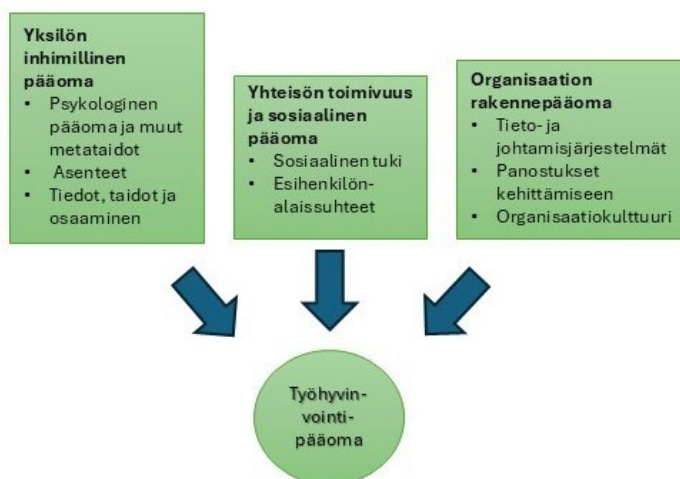 Yksilön
inhimillinen
pääoma
• Psykologinen
pääoma ja muut
metataidot
• Asenteet
• Tiedot, taidot ja
osaaminen
Yhteisön toimivuus
ja sosiaalinen
pääoma
• Sosiaalinen tuki
• Esihenkilön-
alaissuhteet
Organisaation
rakennepääoma
• Tieto- ja
johtamisjärjestelmät
• Panostukset
kehittämiseen
• Organisaatiokulttuuri
Työhyvin-
vointi-
pääoma